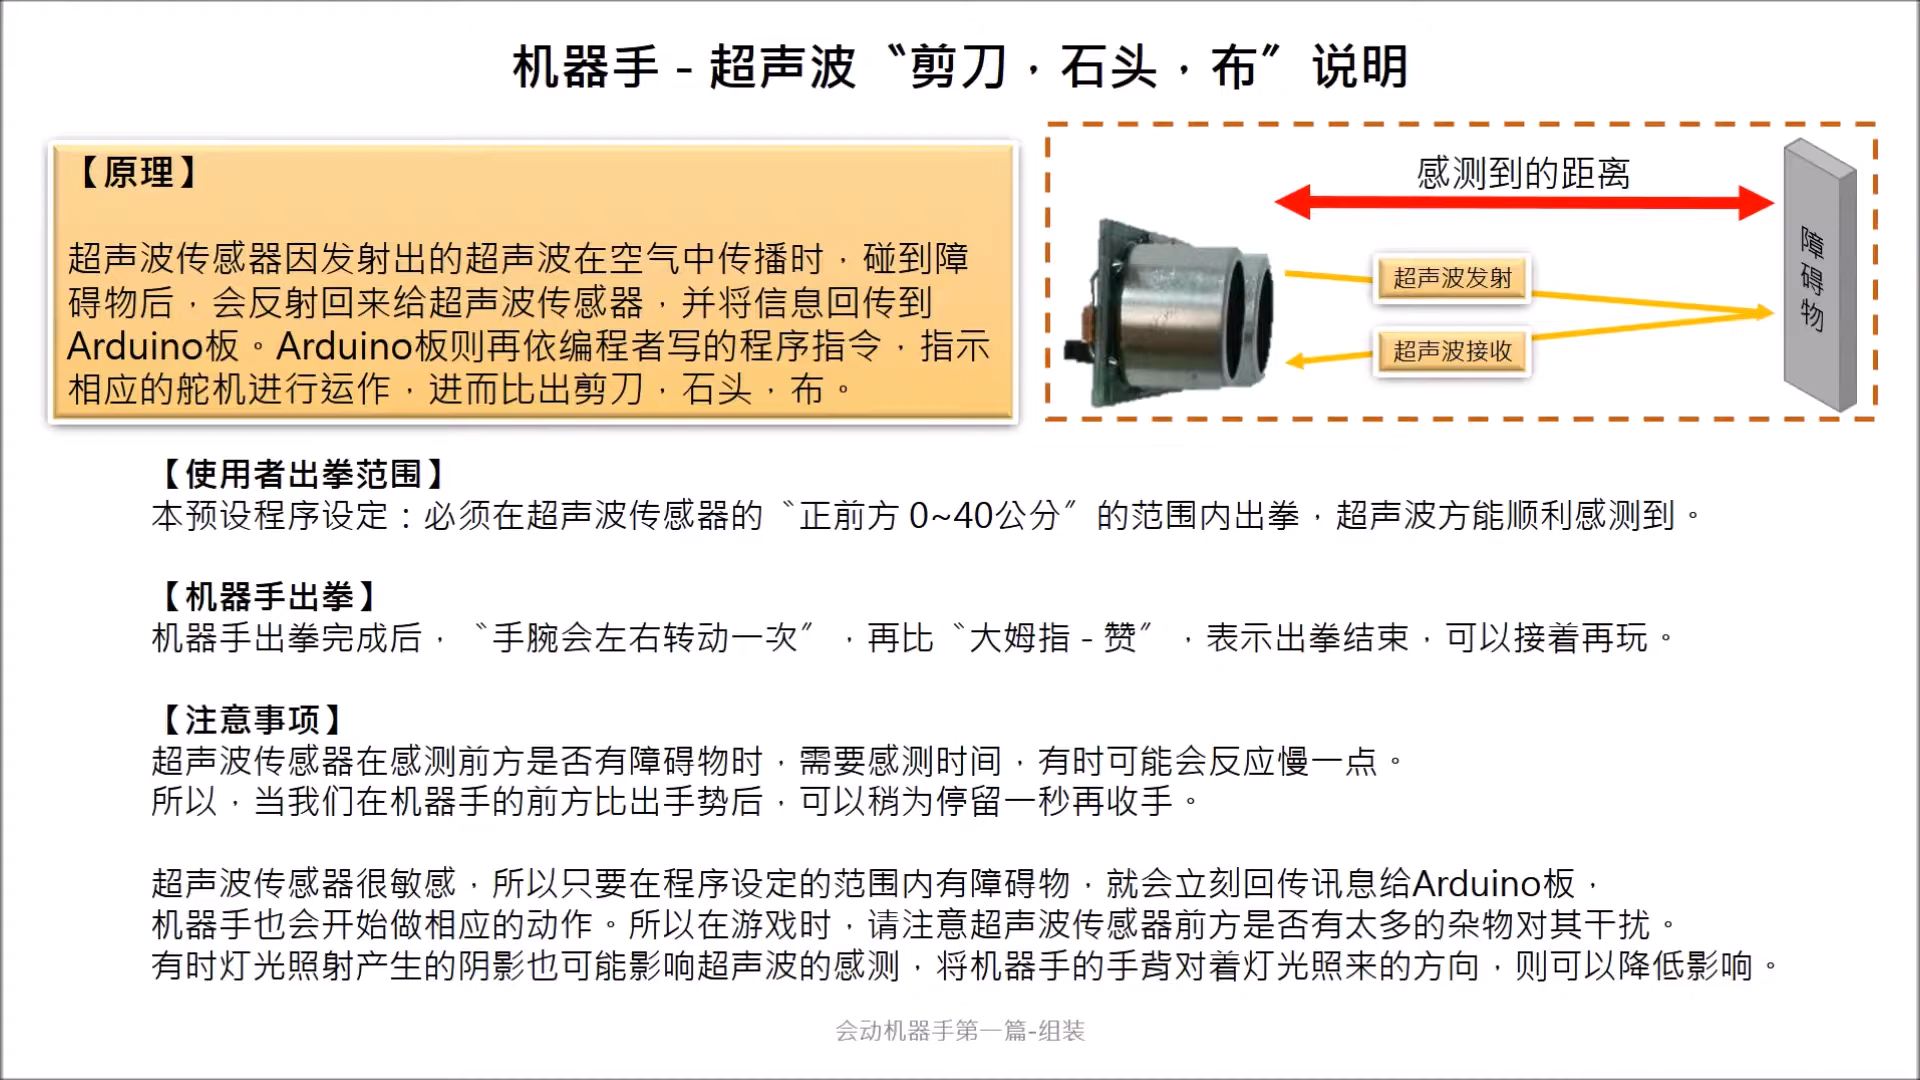 机器手 - 超声波〝剪刀，石头，布〞说明
【原理】
超声波传感器因发射出的超声波在空气中传播时，碰到障
碍物后，会反射回来给超声波传感器，并将信息回传到
Arduino板。Arduino板则再依编程者写的程序指令，指示
相应的舵机进行运作，进而比出剪刀，石头，布。
感测到的距离
超声波发射
超声波接收
障碍物
【使用者出拳范围】
本预设程序设定：必须在超声波传感器的〝正前方 0~40公分〞的范围内出拳，超声波方能顺利感测到。
【机器手出拳】
机器手出拳完成后，〝手腕会左右转动一次〞，再比〝大姆指 - 赞〞，表示出拳结束，可以接着再玩。
【注意事项】
超声波传感器在感测前方是否有障碍物时，需要感测时间，有时可能会反应慢一点。
所以，当我们在机器手的前方比出手势后，可以稍为停留一秒再收手。
超声波传感器很敏感，所以只要在程序设定的范围内有障碍物，就会立刻回传讯息给Arduino板，
机器手也会开始做相应的动作。所以在游戏时，请注意超声波传感器前方是否有太多的杂物对其干扰。
有时灯光照射产生的阴影也可能影响超声波的感测，将机器手的手背对着灯光照来的方向，则可以降低影响。
会动机器手第一篇-组装